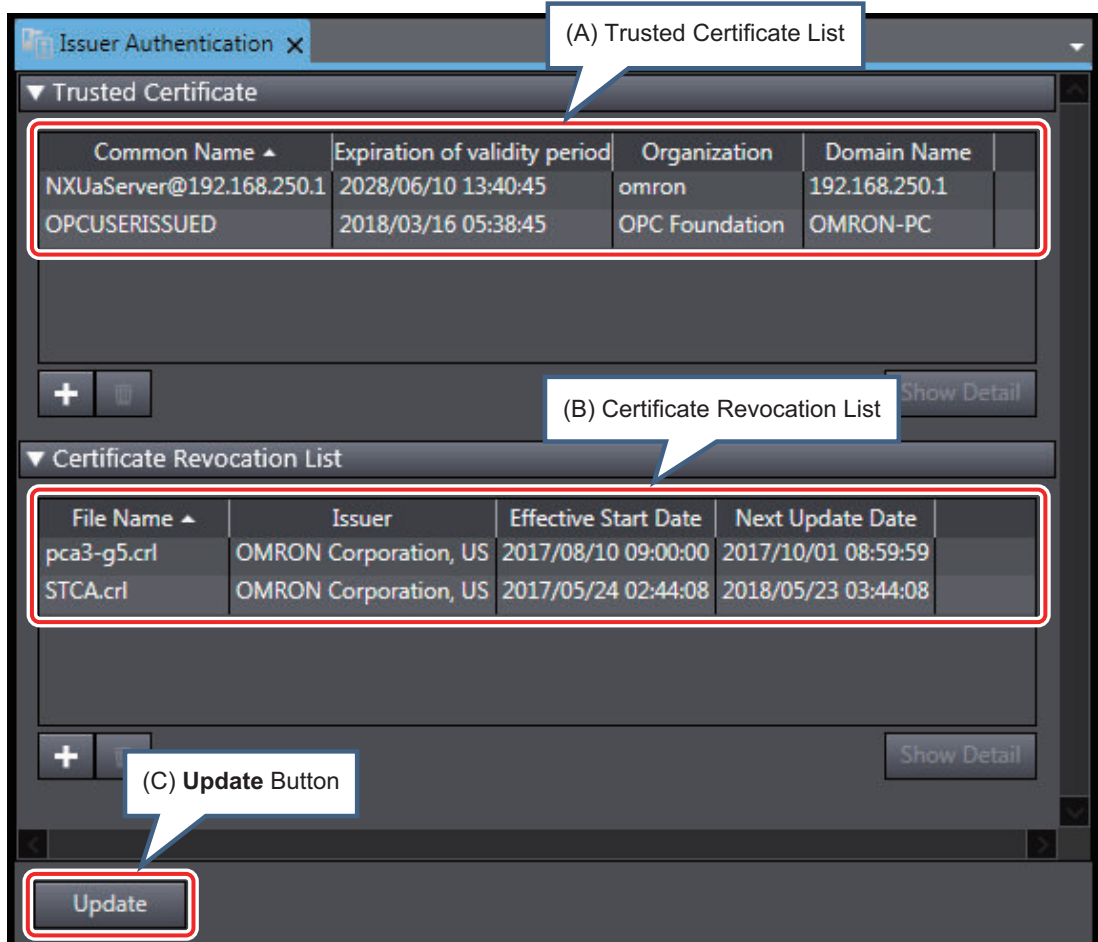 (A) Trusted Certificate List
Issuer Authentication
Trusted Certificate
Common Name Expiration of validity period Organization Domain Name
NXUaServer@192.168.250.1 2028/06/10 13:40:45 omron 192.168.250.1
OPCUSERISSUED 2018/03/16 05:38:45 OPC Foundation OMRON-PC
Show Detail
(B) Certificate Revocation List
Certificate Revocation List
File Name Issuer Effective Start Date Next Update Date
pca3-g5.crl OMRON Corporation, US 2017/08/10 09:00:00 2017/10/01 08:59:59
STCA.crl OMRON Corporation, US 2017/05/24 02:44:08 2018/05/23 03:44:08
Show Detail
(C) Update Button
Update